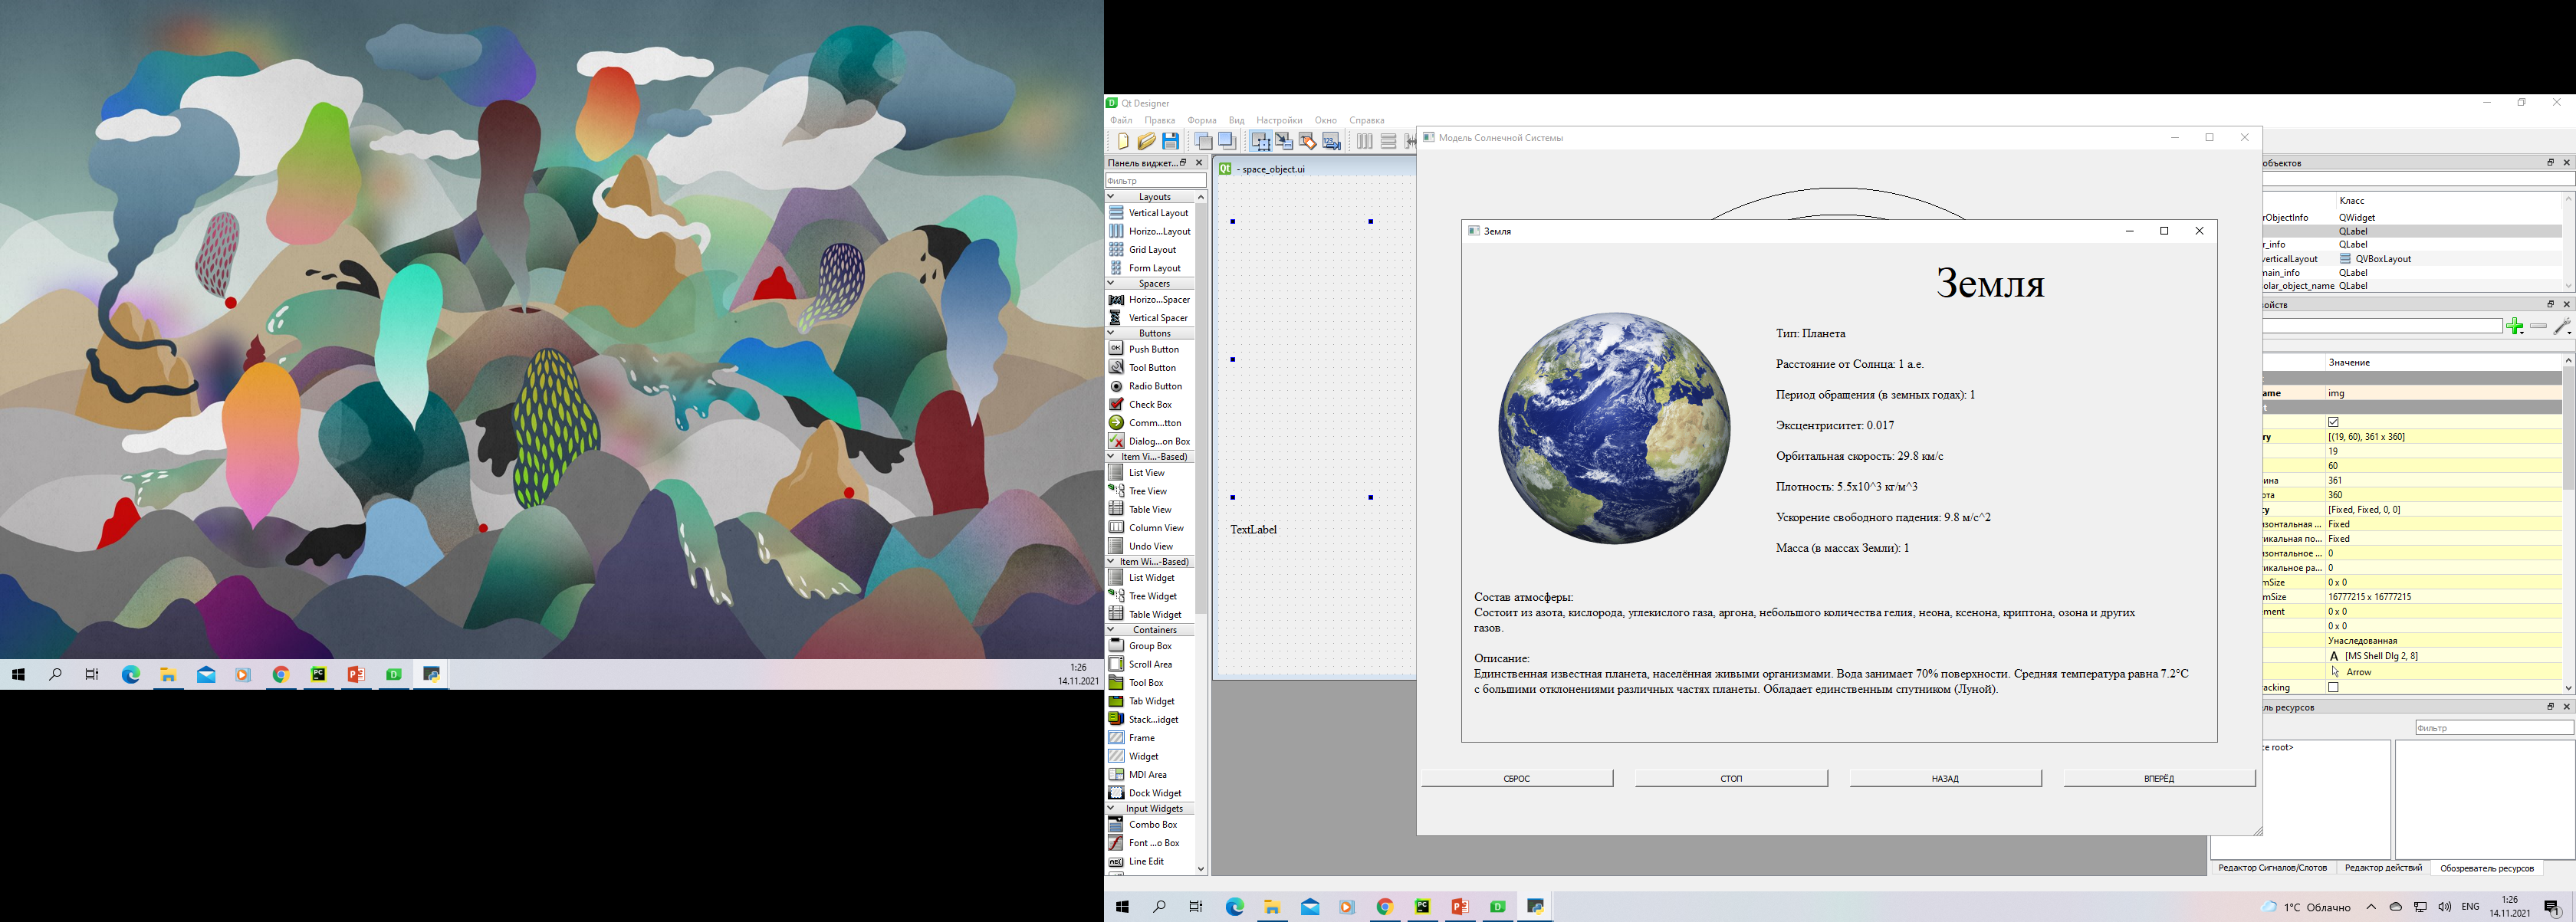 1:26
14.11.2021
Qt Designer
Файл Правка Форма Вид Настройки Окно Справка
Панель виджет...
Фильтр
Layouts
Vertical Layout
Horizo...Layout
Grid Layout
Form Layout
Spacers
Horizo...Spacer
Vertical Spacer
Buttons
Push Button
Tool Button
Radio Button
Check Box
Comm...tton
Dialog...on Box
Item Vi...-Based)
List View
Tree View
Table View
Column View
Undo View
Item Wi...-Based)
List Widget
Tree Widget
Table Widget
Containers
Group Box
Scroll Area
Tool Box
Tab Widget
Stack...idget
Frame
Widget
MDI Area
Dock Widget
Input Widgets
Combo Box
Font ...o Box
Line Edit
- space_object.ui
TextLabel
Модель Солнечной Системы
Земля
Земля
Тип: Планета
Расстояние от Солнца: 1 а.е.
Период обращения (в земных годах): 1
Эксцентриситет: 0.017
Орбитальная скорость: 29.8 км/с
Плотность: 5.5x10^3 кг/м^3
Ускорение свободного падения: 9.8 м/с^2
Масса (в массах Земли): 1
Состав атмосферы:
Состоит из азота, кислорода, углекислого газа, аргона, небольшого количества гелия, неона, ксенона, криптона, озона и других
газов.
Описание:
Единственная известная планета, населённая живыми организмами. Вода занимает 70% поверхности. Средняя температура равна 7.2°C
с большими отклонениями различных частях планеты. Обладает единственным спутником (Луной).
СБРОС СТОП НАЗАД ВПЕРЁД
объектов
Класс
rObjectInfo QWidget
QLabel
r_info QLabel
verticalLayout QVBoxLayout
main_info QLabel
olar_object_name QLabel
войств
Значение
ame img
ry [(19, 60), 361 x 360]
19
60
рина 361
ота 360
cy [Fixed, Fixed, 0, 0]
изонтальная ... Fixed
тикальная по... Fixed
изонтальное ... 0
тикальное ра... 0
mSize 0 x 0
mSize 16777215 x 16777215
ment 0 x 0
0 x 0
Унаследованная
A [MS Shell Dlg 2, 8]
Arrow
acking
ль ресурсов
Фильтр
ce root>
Редактор Сигналов/Слотов Редактор действий Обозреватель ресурсов
1°C Облачно ENG
1:26
14.11.2021